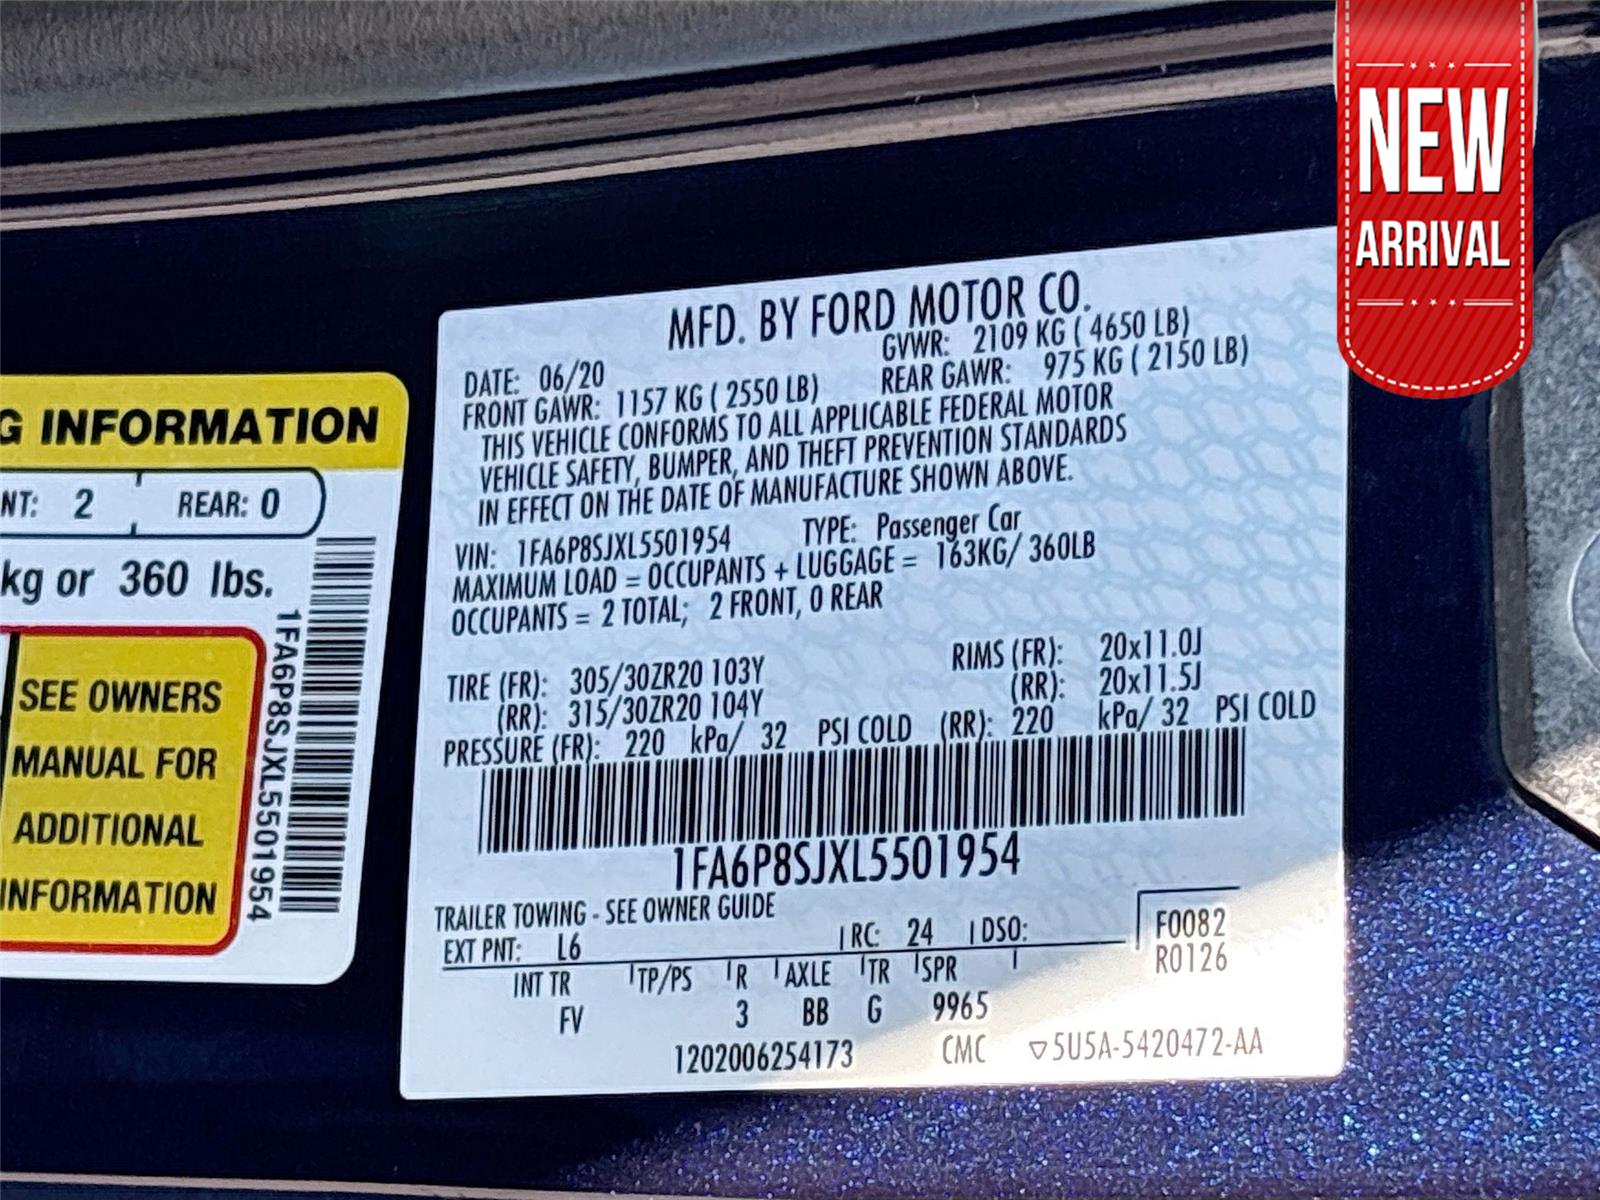 NEW
ARRIVAL
G INFORMATION
NT: 2 REAR: 0
kg or 360 lbs.
SEE OWNERS
MANUAL FOR
ADDITIONAL
INFORMATION
1FA6P8SJXL5501954
MFD. BY FORD MOTOR CO.
DATE: 06/20 GVWR: 2109 KG ( 4650 LB)
FRONT GAWR: 1157 KG ( 2550 LB) REAR GAWR: 975 KG ( 2150 LB)
THIS VEHICLE CONFORMS TO ALL APPLICABLE FEDERAL MOTOR
VEHICLE SAFETY, BUMPER, AND THEFT PREVENTION STANDARDS
IN EFFECT ON THE DATE OF MANUFACTURE SHOWN ABOVE.
VIN: 1FA6P8SJXL5501954 TYPE: Passenger Car
MAXIMUM LOAD = OCCUPANTS + LUGGAGE = 163KG/ 360LB
OCCUPANTS = 2 TOTAL; 2 FRONT, 0 REAR
TIRE (FR): 305/30ZR20 103Y RIMS (FR): 20x11.0J
(RR): 315/30ZR20 104Y (RR): 20x11.5J
PRESSURE (FR): 220 kPa/ 32 PSI COLD (RR): 220 kPa/ 32 PSI COLD
1FA6P8SJXL5501954
TRAILER TOWING - SEE OWNER GUIDE
EXT PNT: L6 RC: 24 DSO:
F0082
R0126
INT TR TP/PS R AXLE TR SPR
FV 3 BB G 9965
1202006254173 CMC ▽5U5A-5420472-AA